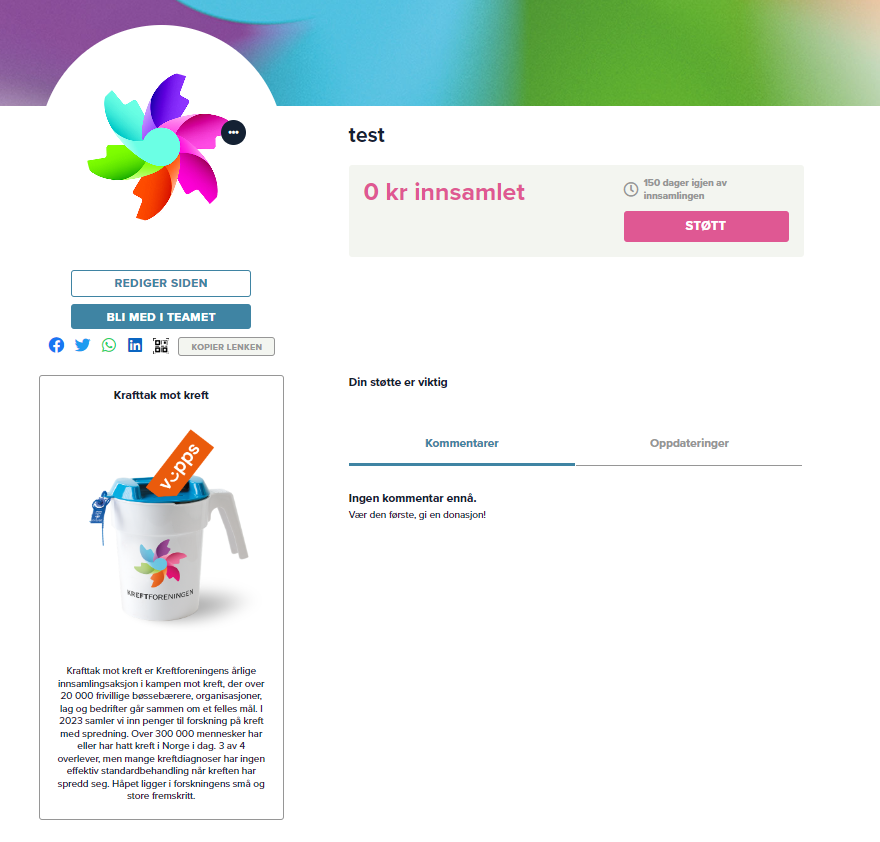 test
0 kr innsamlet
150 dager igjen av
innsamlingen
STØTT
REDIGER SIDEN
BLI MED I TEAMET
KOPIER LENKEN
Krafttak mot kreft
vipps
KREFTFORENINGEN
Krafttak mot kreft er Kreftforeningens årlige
innsamlingsaksjon i kampen mot kreft, der over
20 000 frivillige bøssebærere, organisasjoner,
lag og bedrifter går sammen om et felles mål. I
2023 samler vi inn penger til forskning på kreft
med spredning. Over 300 000 mennesker har
eller har hatt kreft i Norge i dag. 3 av 4
overlever, men mange kreftdiagnoser har ingen
effektiv standardbehandling når kreften har
spredd seg. Håpet ligger i forskningens små og
store fremskritt.
Din støtte er viktig
Kommentarer
Oppdateringer
Ingen kommentar ennå.
Vær den første, gi en donasjon!